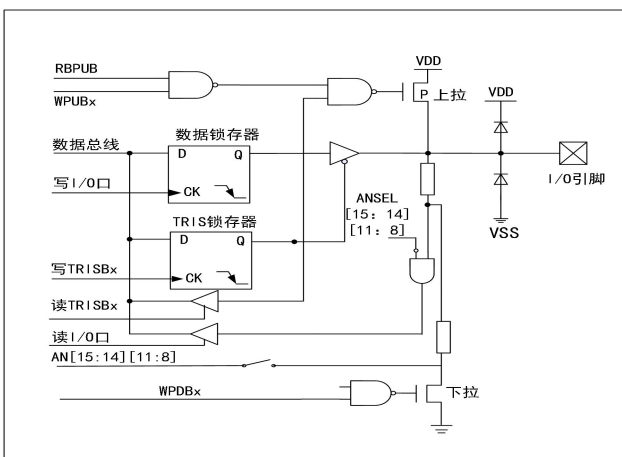 RBPUB
WPUBx
VDD
P 上拉
VDD
数据总线
数据锁存器
D Q
写I/O口
CK
I/O引脚
ANSEL
[15: 14]
[11: 8]
VSS
TRIS锁存器
D Q
写TRISBx
CK
读TRISBx
读I/O口
AN[15:14][11:8]
WPDBx
下拉